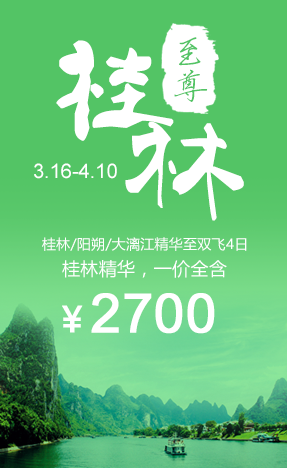 至尊
桂林
3.16-4.10
桂林/阳朔/大漓江精华至双飞4日
桂林精华，一价全含
¥2700